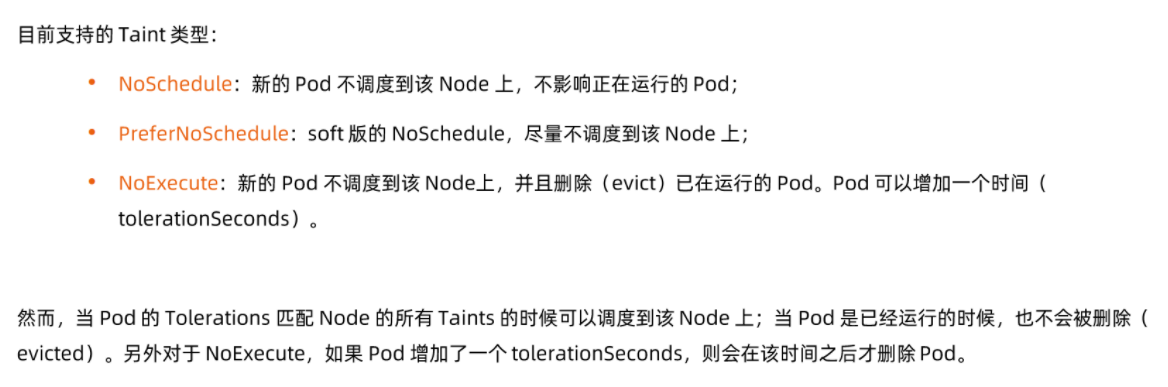 目前支持的 Taint 类型：
• NoSchedule：新的 Pod 不调度到该 Node 上，不影响正在运行的 Pod；
• PreferNoSchedule：soft 版的 NoSchedule，尽量不调度到该 Node 上；
• NoExecute：新的 Pod 不调度到该 Node上，并且删除（evict）已在运行的 Pod。Pod 可以增加一个时间（
tolerationSeconds）。
然而，当 Pod 的 Tolerations 匹配 Node 的所有 Taints 的时候可以调度到该 Node 上；当 Pod 是已经运行的时候，也不会被删除（
evicted）。另外对于 NoExecute，如果 Pod 增加了一个 tolerationSeconds，则会在该时间之后才删除 Pod。